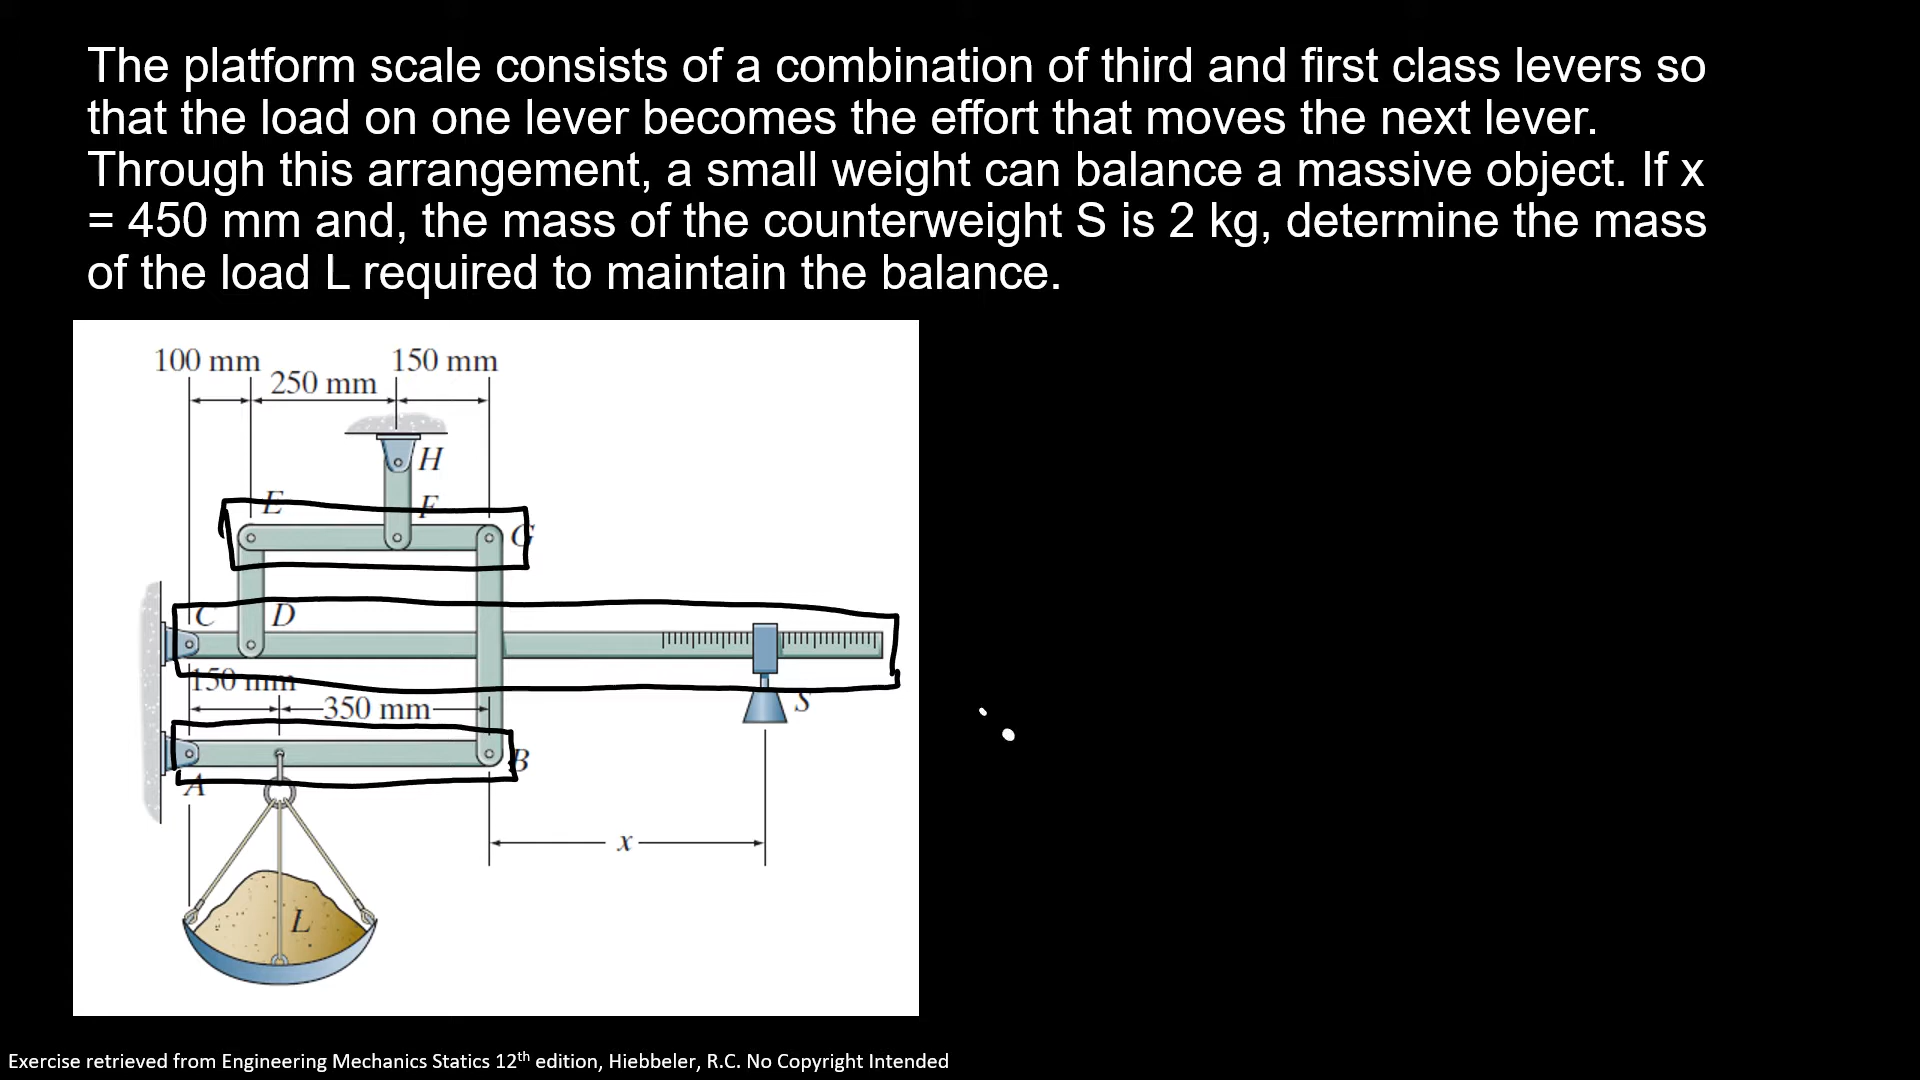 The platform scale consists of a combination of third and first class levers so
that the load on one lever becomes the effort that moves the next lever.
Through this arrangement, a small weight can balance a massive object. If x
= 450 mm and, the mass of the counterweight S is 2 kg, determine the mass
of the load L required to maintain the balance.
100 mm
150 mm
250 mm
H
E
F
G
C
D
150 mm
350 mm
S
B
A
x
L
Exercise retrieved from Engineering Mechanics Statics 12th edition, Hiebbeler, R.C. No Copyright Intended